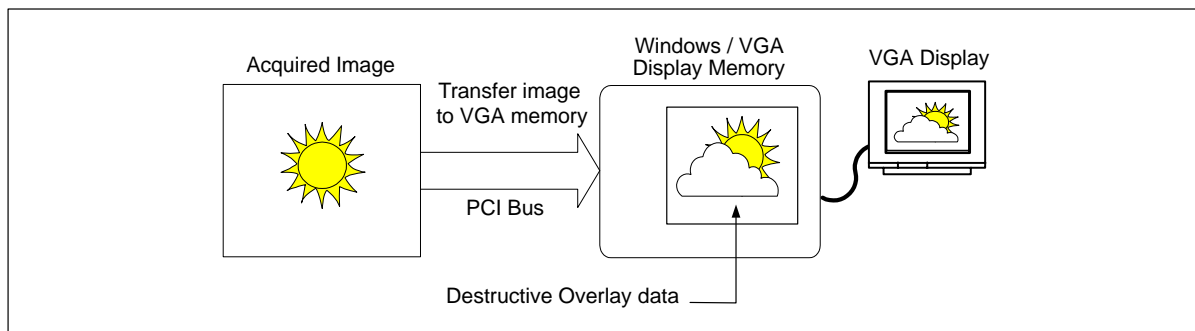 Acquired Image
Transfer image
to VGA memory
PCI Bus
Windows / VGA
Display Memory
VGA Display
Destructive Overlay data